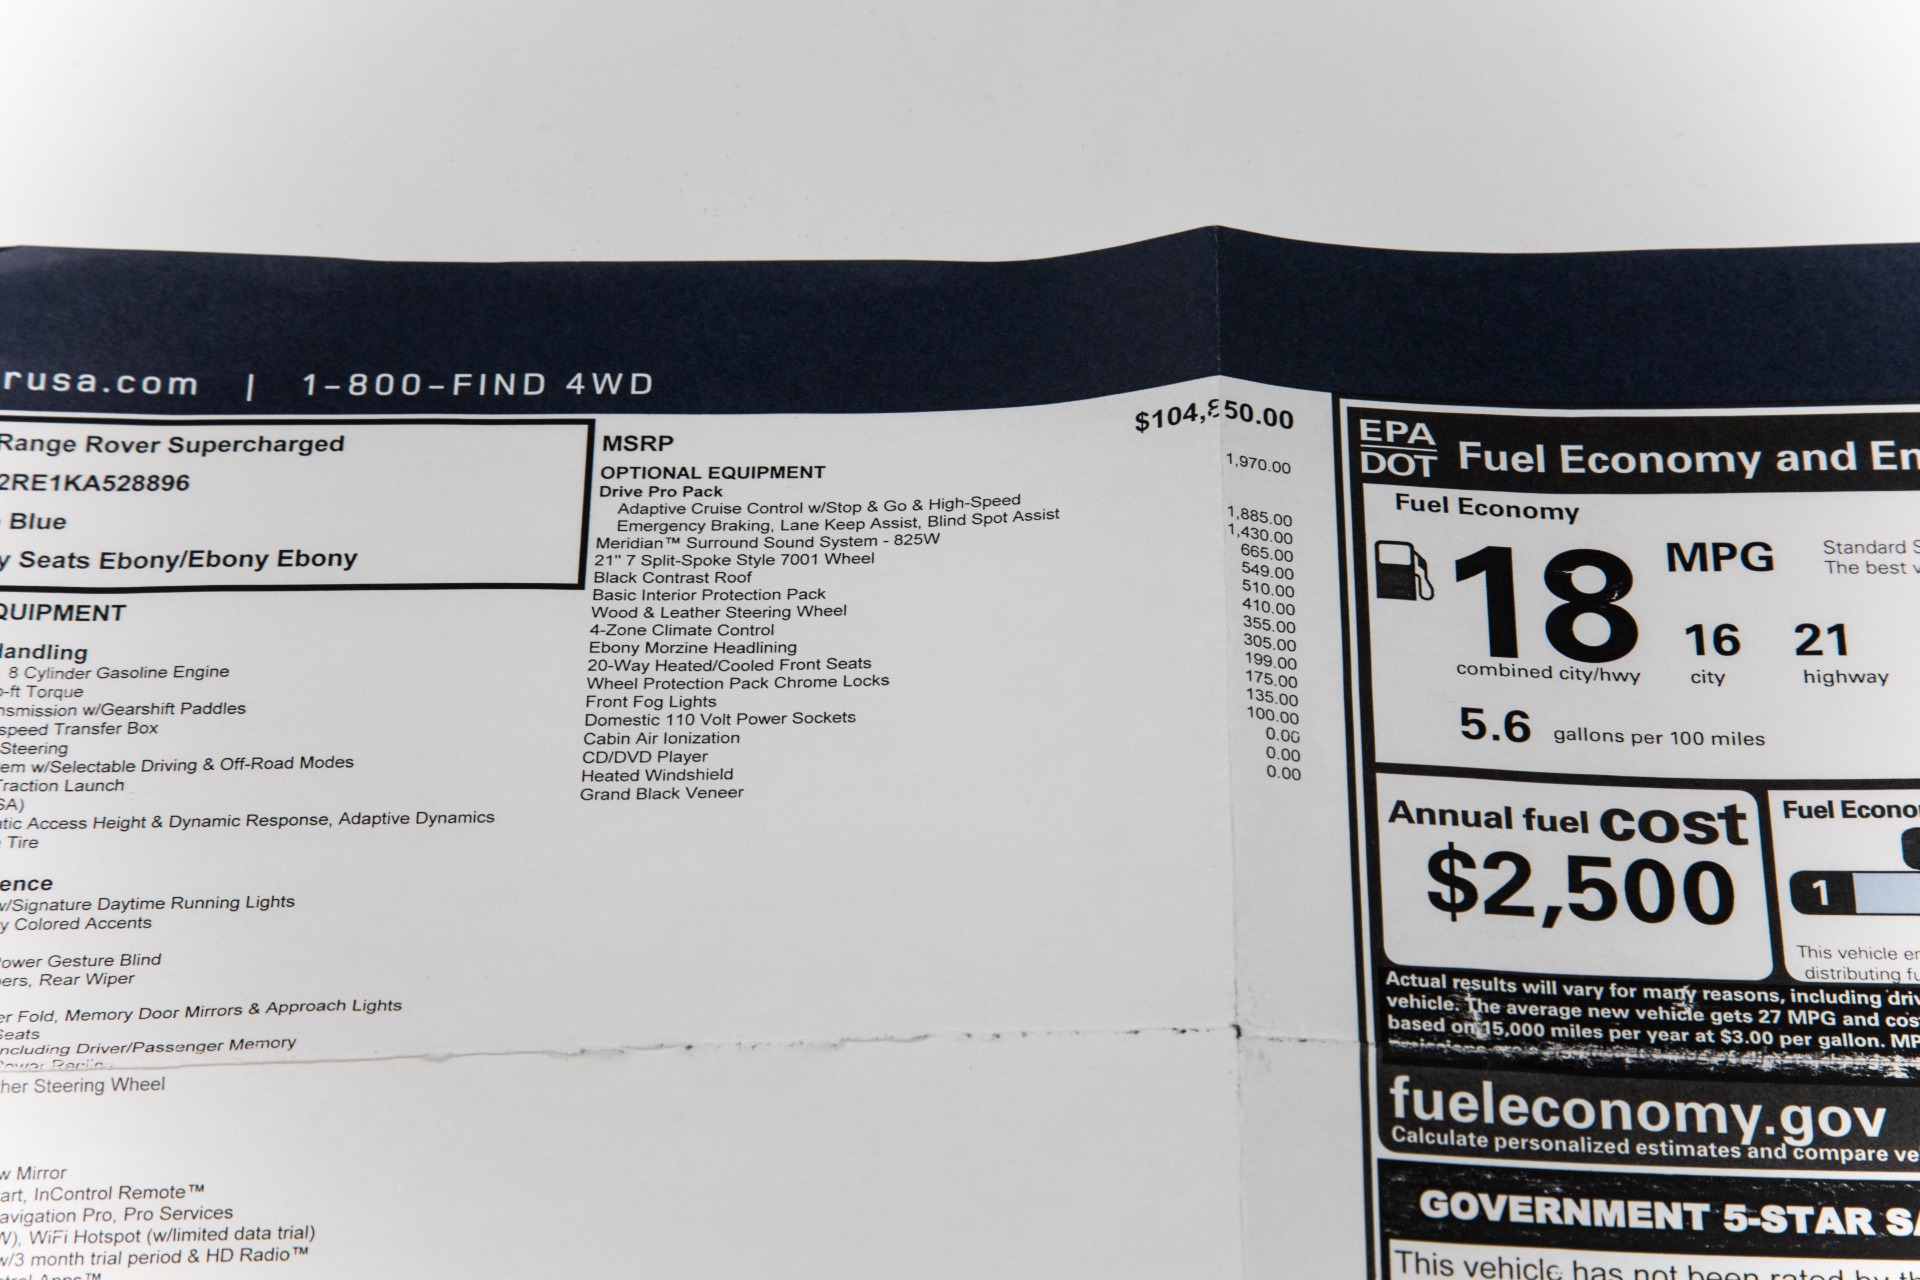 rusa.com | 1-800-FIND 4WD
Range Rover Supercharged
2RE1KA528896
Blue
y Seats Ebony/Ebony Ebony
QUIPMENT
Handling
8 Cylinder Gasoline Engine
-ft Torque
nsmission w/Gearshift Paddles
speed Transfer Box
Steering
em w/Selectable Driving & Off-Road Modes
Traction Launch
SA)
tic Access Height & Dynamic Response, Adaptive Dynamics
Tire
ence
w/Signature Daytime Running Lights
y Colored Accents
ower Gesture Blind
pers, Rear Wiper
er Fold, Memory Door Mirrors & Approach Lights
Seats
ncluding Driver/Passenger Memory
ther Steering Wheel
w Mirror
art, InControl Remote™
avigation Pro, Pro Services
W), WiFi Hotspot (w/limited data trial)
w/3 month trial period & HD Radio™
Apps™
MSRP $104,850.00
OPTIONAL EQUIPMENT
Drive Pro Pack 1,970.00
Adaptive Cruise Control w/Stop & Go & High-Speed
Emergency Braking, Lane Keep Assist, Blind Spot Assist
Meridian™ Surround Sound System - 825W 1,885.00
21" 7 Split-Spoke Style 7001 Wheel 1,430.00
Black Contrast Roof 665.00
Basic Interior Protection Pack 549.00
Wood & Leather Steering Wheel 510.00
4-Zone Climate Control 410.00
Ebony Morzine Headlining 355.00
20-Way Heated/Cooled Front Seats 305.00
Wheel Protection Pack Chrome Locks 199.00
Front Fog Lights 175.00
Domestic 110 Volt Power Sockets 135.00
Cabin Air Ionization 100.00
CD/DVD Player 0.00
Heated Windshield 0.00
Grand Black Veneer 0.00
EPA
DOT
Fuel Economy and En
Fuel Economy
18 MPG
Standard S
The best v
16 21
combined city/hwy city highway
5.6 gallons per 100 miles
Annual fuel cost
$2,500
Fuel Econo
1
This vehicle em
distributing fu
Actual results will vary for many reasons, including driv
vehicle. The average new vehicle gets 27 MPG and cos
based on 15,000 miles per year at $3.00 per gallon. MP
fueleconomy.gov
Calculate personalized estimates and compare ve
GOVERNMENT 5-STAR SA
This vehicle has not been rated by th